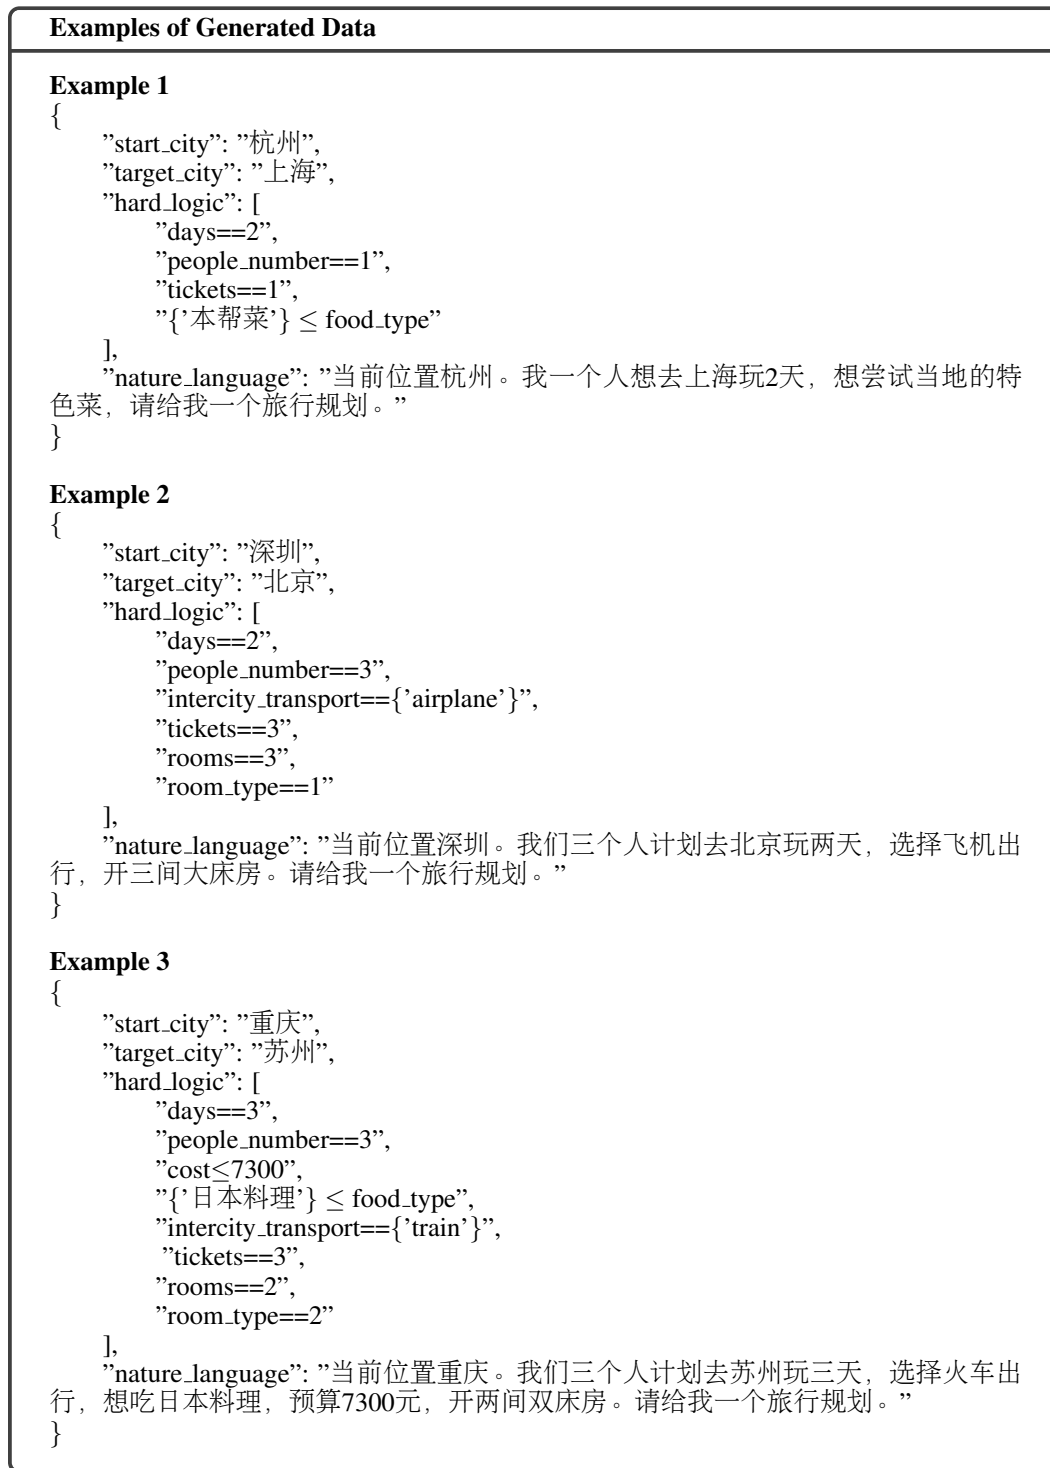 Examples of Generated Data
Example 1
{
”start_city”: ”杭州”,
”target_city”: ”上海”,
”hard_logic”: [
”days==2”,
”people_number==1”,
”tickets==1”,
”{’本帮菜’} ≤ food_type”
],
”nature_language”: ”当前位置杭州。我一个人想去上海玩2天，想尝试当地的特
色菜，请给我一个旅行规划。”
}
Example 2
{
”start_city”: ”深圳”,
”target_city”: ”北京”,
”hard_logic”: [
”days==2”,
”people_number==3”,
”intercity_transport=={’airplane’}”,
”tickets==3”,
”rooms==3”,
”room_type==1”
],
”nature_language”: ”当前位置深圳。我们三个人计划去北京玩两天，选择飞机出
行，开三间大床房。请给我一个旅行规划。”
}
Example 3
{
”start_city”: ”重庆”,
”target_city”: ”苏州”,
”hard_logic”: [
”days==3”,
”people_number==3”,
”cost≤7300”,
”{’日本料理’} ≤ food_type”,
”intercity_transport=={’train’}”,
”tickets==3”,
”rooms==2”,
”room_type==2”
],
”nature_language”: ”当前位置重庆。我们三个人计划去苏州玩三天，选择火车出
行，想吃日本料理，预算7300元，开两间双床房。请给我一个旅行规划。”
}